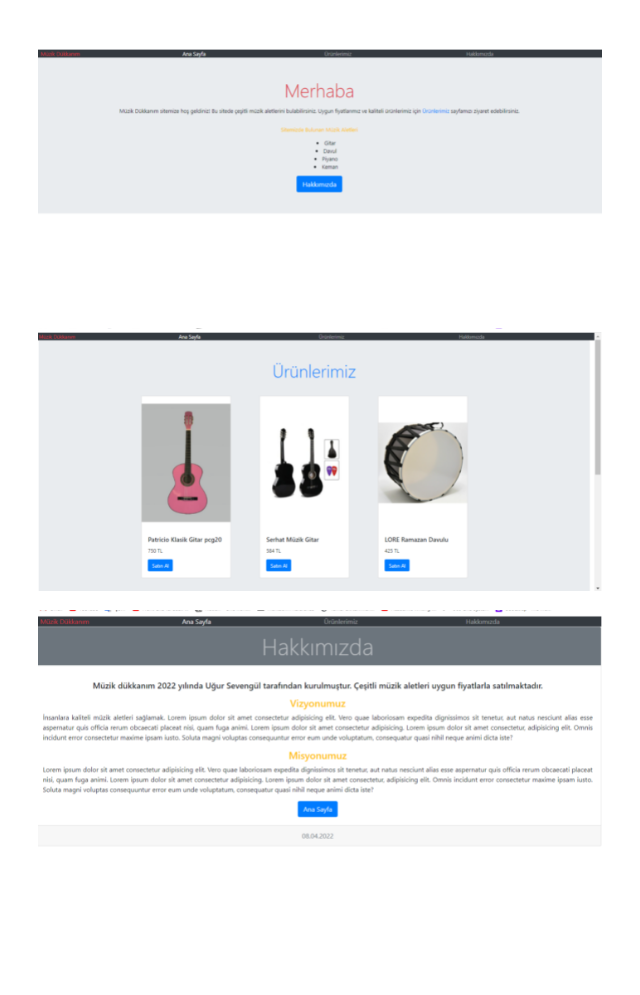 Müzik Dükkanım Ana Sayfa Ürünlerimiz Hakkımızda
Merhaba
Müzik Dükkanım sitemize hoş geldiniz! Bu sitede çeşitli müzik aletlerini bulabilirsiniz. Uygun fiyatlarımız ve kaliteli ürünlerimiz için Ürünlerimiz sayfamızı ziyaret edebilirsiniz.
Müzik Aletleri
Gitar
Davul
Piyano
Keman
Hakkımızda
Müzik Dükkanım Ana Sayfa Ürünlerimiz Hakkımızda
Ürünlerimiz
Patricio Klasik Gitar pcg20 Serhat Müzik Gitar LORE Ramazan Davulu
750 TL 384 TL 425 TL
Satın Al Satın Al Satın Al
Müzik Dükkanım Ana Sayfa Ürünlerimiz Hakkımızda
Hakkımızda
Müzik dükkanım 2022 yılında Uğur Sevengül tarafından kurulmuştur. Çeşitli müzik aletleri uygun fiyatlarla satılmaktadır.
Vizyonumuz
İnsanlara kaliteli müzik aletleri sağlamak. Lorem ipsum dolor sit amet consectetur adipisicing elit. Vero quae laboriosam expedita dignissimos sit tenetur, aut natus nesciunt alias esse
aspernatur quis officia rerum obcaecati placeat nisi, quam fuga animi. Lorem ipsum dolor sit amet consectetur adipisicing. Lorem ipsum dolor sit amet consectetur, adipisicing elit. Omnis
incidunt error consectetur maxime ipsam iusto. Soluta magni voluptas consequuntur error eum unde voluptatum, consequatur quasi nihil neque animi dicta iste?
Misyonumuz
Lorem ipsum dolor sit amet consectetur adipisicing elit. Vero quae laboriosam expedita dignissimos sit tenetur, aut natus nesciunt alias esse aspernatur quis officia rerum obcaecati placeat
nisi, quam fuga animi. Lorem ipsum dolor sit amet consectetur adipisicing. Lorem ipsum dolor sit amet consectetur, adipisicing elit. Omnis incidunt error consectetur maxime ipsam iusto.
Soluta magni voluptas consequuntur error eum unde voluptatum, consequatur quasi nihil neque animi dicta iste?
Ana Sayfa
08.04.2022